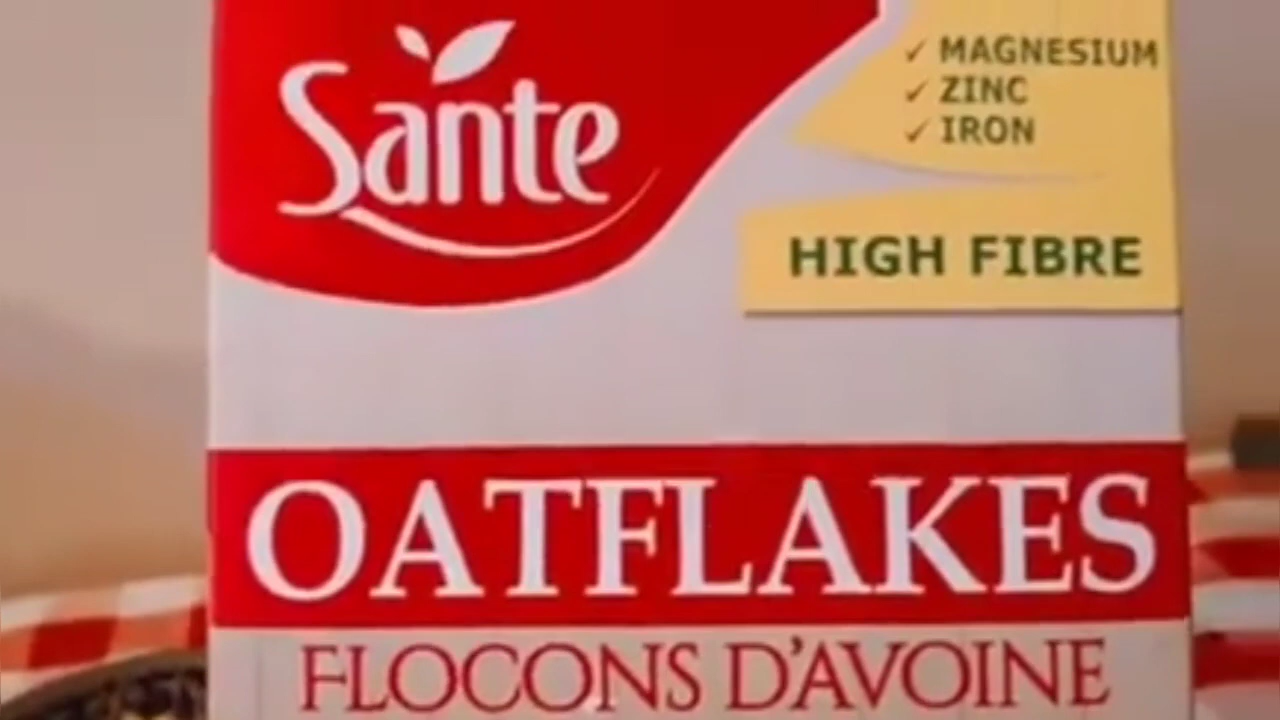 Sante
✓ MAGNESIUM
✓ ZINC
✓ IRON
HIGH FIBRE
OATFLAKES
FLOCONS D'AVOINE